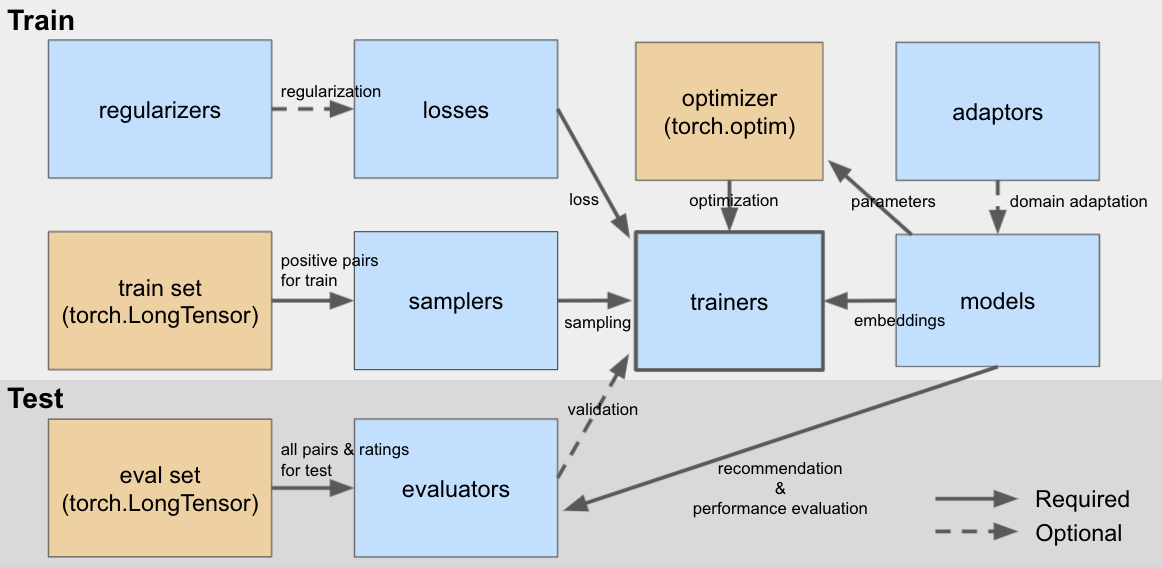 Train
regularizers
regularization
losses
optimizer
(torch.optim)
adaptors
loss
optimization
parameters
domain adaptation
train set
(torch.LongTensor)
positive pairs
for train
samplers
sampling
trainers
embeddings
models
Test
eval set
(torch.LongTensor)
all pairs & ratings
for test
evaluators
validation
recommendation
&
performance evaluation
Required
Optional